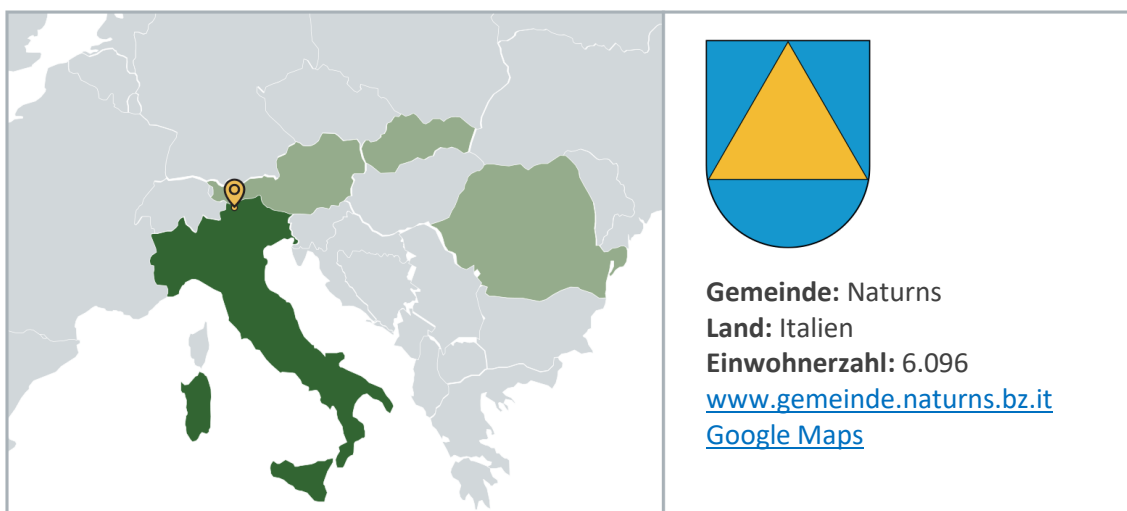 Gemeinde: Naturns
Land: Italien
Einwohnerzahl: 6.096
www.gemeinde.naturns.bz.it
Google Maps